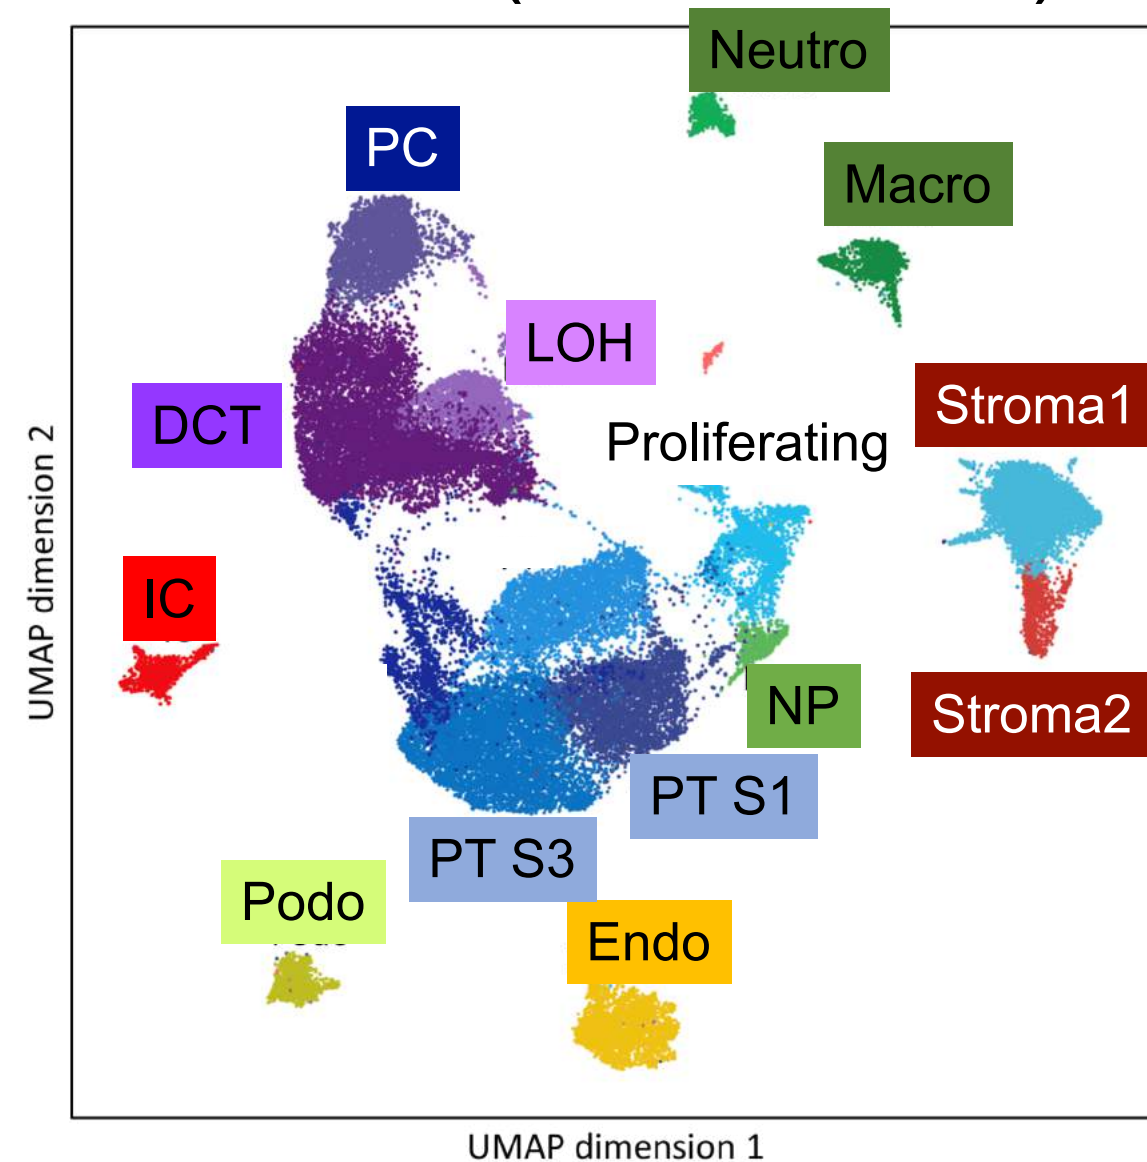 Neutro
PC
Macro
LOH
Stroma1
DCT
Proliferating
IC
NP
Stroma2
PT S1
PT S3
Podo
Endo
UMAP dimension 2
UMAP dimension 1